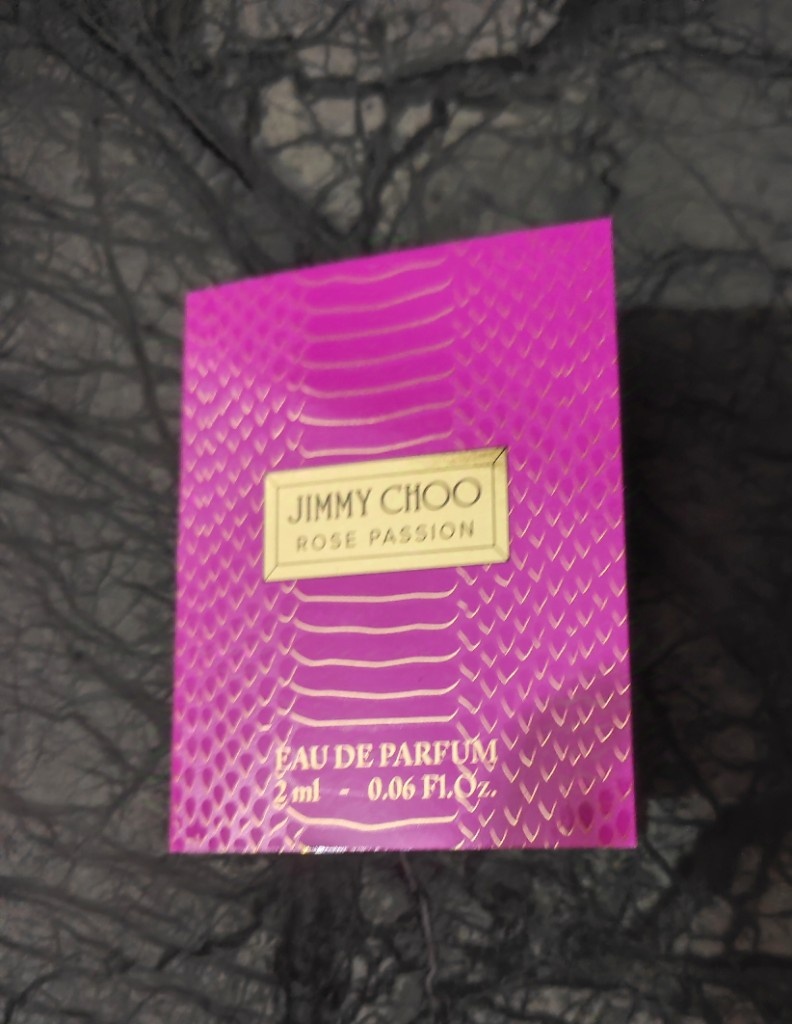 JIMMY CHOO
ROSE PASSION
EAU DE PARFUM
2 ml - 0.06 Fl.Oz.